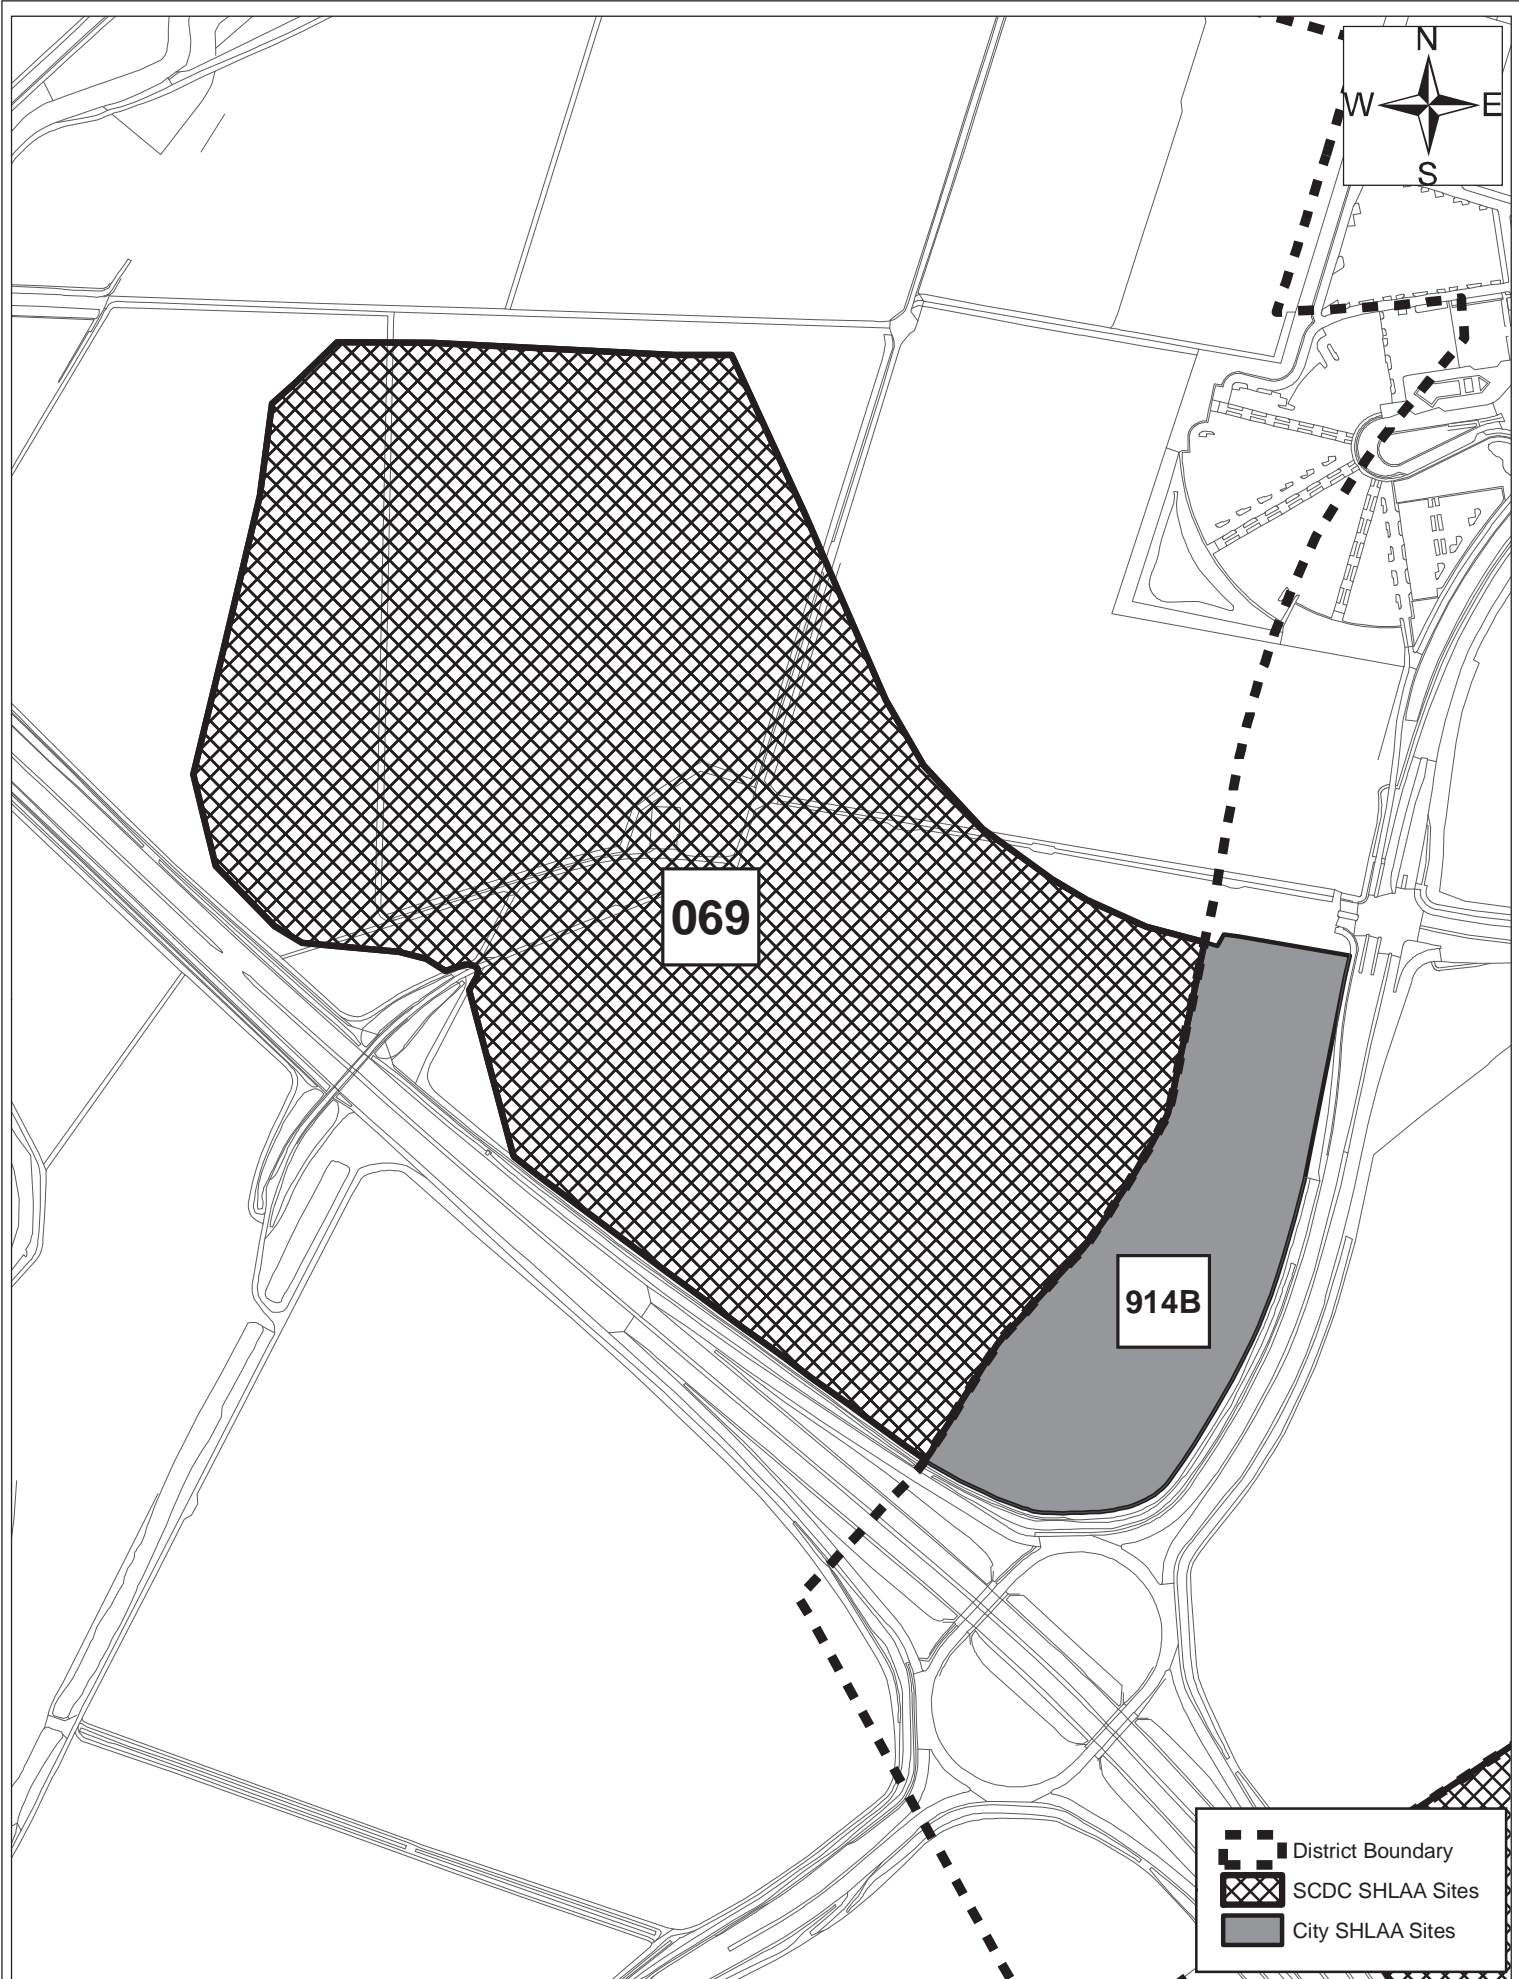 N
W E
S
069
914B
District Boundary
SCDC SHLAA Sites
City SHLAA Sites